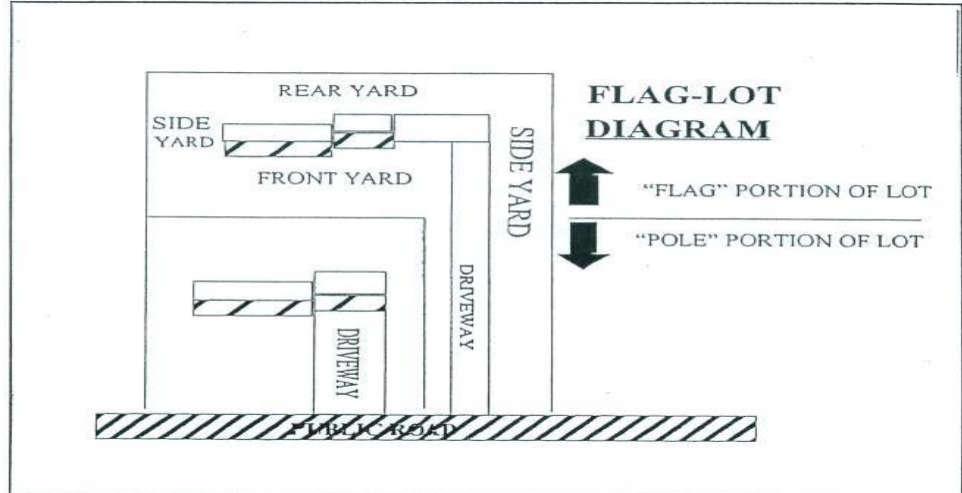 REAR YARD
FLAG-LOT
DIAGRAM
SIDE
YARD
SIDE YARD
FRONT YARD
“FLAG” PORTION OF LOT
“POLE” PORTION OF LOT
DRIVEWAY
DRIVEWAY
PUBLIC ROAD